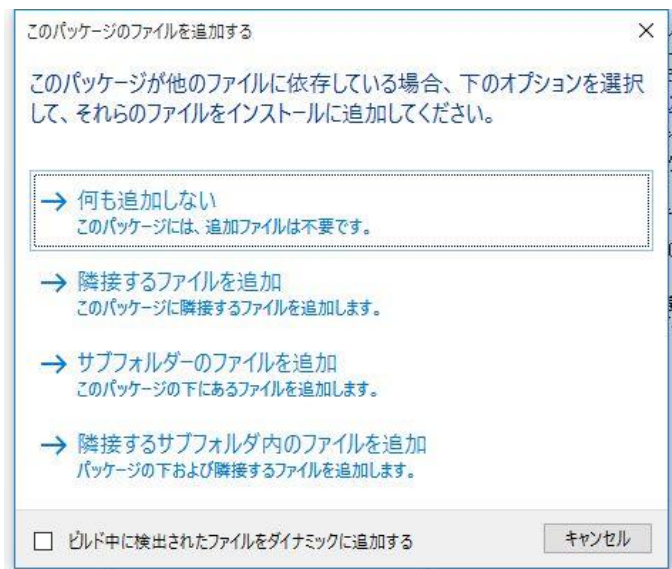 このパッケージのファイルを追加する
このパッケージが他のファイルに依存している場合、下のオプションを選択
して、それらのファイルをインストールに追加してください。
何も追加しない
このパッケージには、追加ファイルは不要です。
隣接するファイルを追加
このパッケージに隣接するファイルを追加します。
サブフォルダーのファイルを追加
このパッケージの下にあるファイルを追加します。
隣接するサブフォルダ内のファイルを追加
パッケージの下および隣接するファイルを追加します。
ビルド中に検出されたファイルをダイナミックに追加する
キャンセル